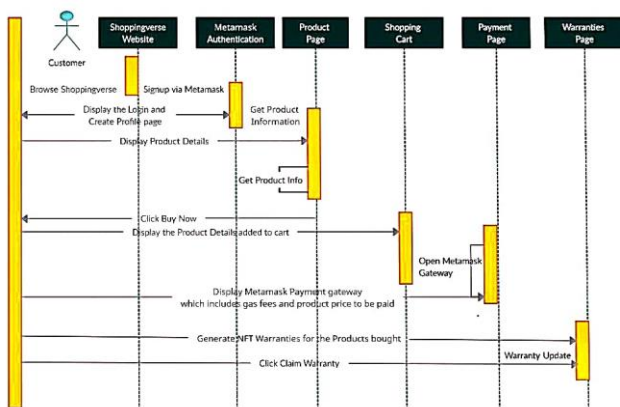 Shoppingverse
Website
Metamask
Authentication
Product
Page
Shopping
Cart
Payment
Page
Warranties
Page
Customer
Browse Shoppingverse
Signup via Metamask
Display the Login and
Create Profile page
Get Product
Information
Display Product Details
Get Product Info
Click Buy Now
Display the Product Details added to cart
Open Metamask
Gateway
Display Metamask Payment gateway
which includes gas fees and product price to be paid
Generate NFT Warranties for the Products bought
Warranty Update
Click Claim Warranty